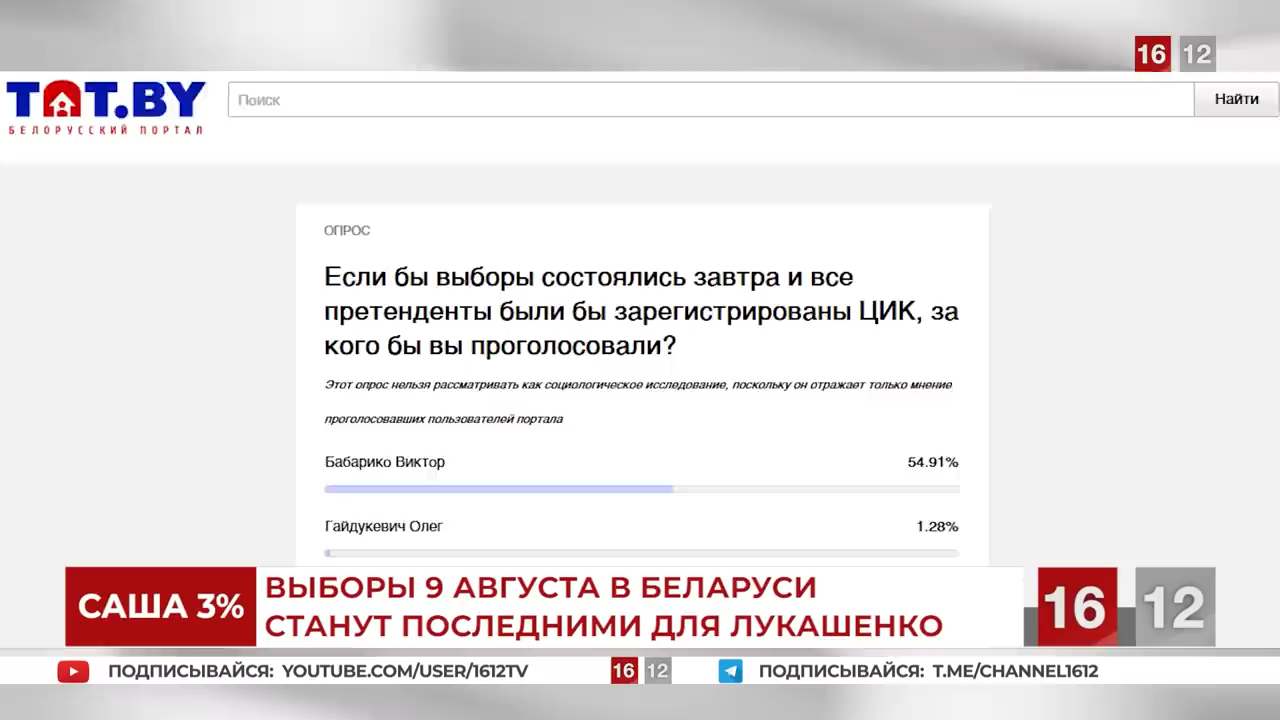 16 12
TAT.BY
БЕЛОРУССКИЙ ПОРТАЛ
Поиск
Найти
ОПРОС
Если бы выборы состоялись завтра и все
претенденты были бы зарегистрированы ЦИК, за
кого бы вы проголосовали?
Этот опрос нельзя рассматривать как социологическое исследование, поскольку он отражает только мнение
проголосовавших пользователей портала
Бабарико Виктор 54.91%
Гайдукевич Олег 1.28%
САША 3%
ВЫБОРЫ 9 АВГУСТА В БЕЛАРУСИ
СТАНУТ ПОСЛЕДНИМИ ДЛЯ ЛУКАШЕНКО
16 12
ПОДПИСЫВАЙСЯ: YOUTUBE.COM/USER/1612TV
16 12
ПОДПИСЫВАЙСЯ: T.ME/CHANNEL1612